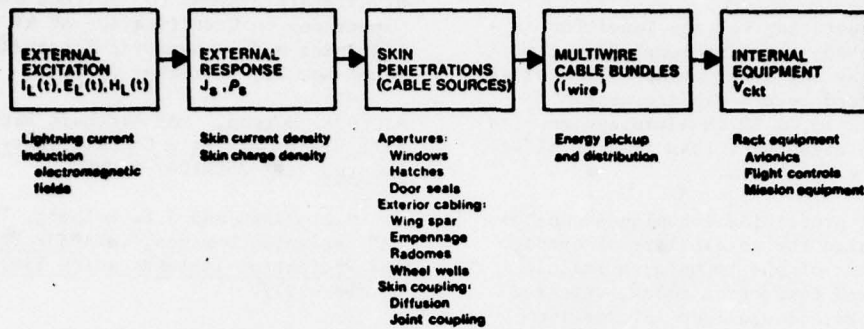 EXTERNAL
EXCITATION
I_L(t), E_L(t), H_L(t)
EXTERNAL
RESPONSE
J_s, ρ_s
SKIN
PENETRATIONS
(CABLE SOURCES)
MULTIWIRE
CABLE BUNDLES
(I_wire)
INTERNAL
EQUIPMENT
V_ckt
Lightning current
Induction
electromagnetic
fields
Skin current density
Skin charge density
Apertures:
Windows
Hatches
Door seals
Exterior cabling:
Wing spar
Empennage
Radomes
Wheel wells
Skin coupling:
Diffusion
Joint coupling
Energy pickup
and distribution
Rack equipment
Avionics
Flight controls
Mission equipment